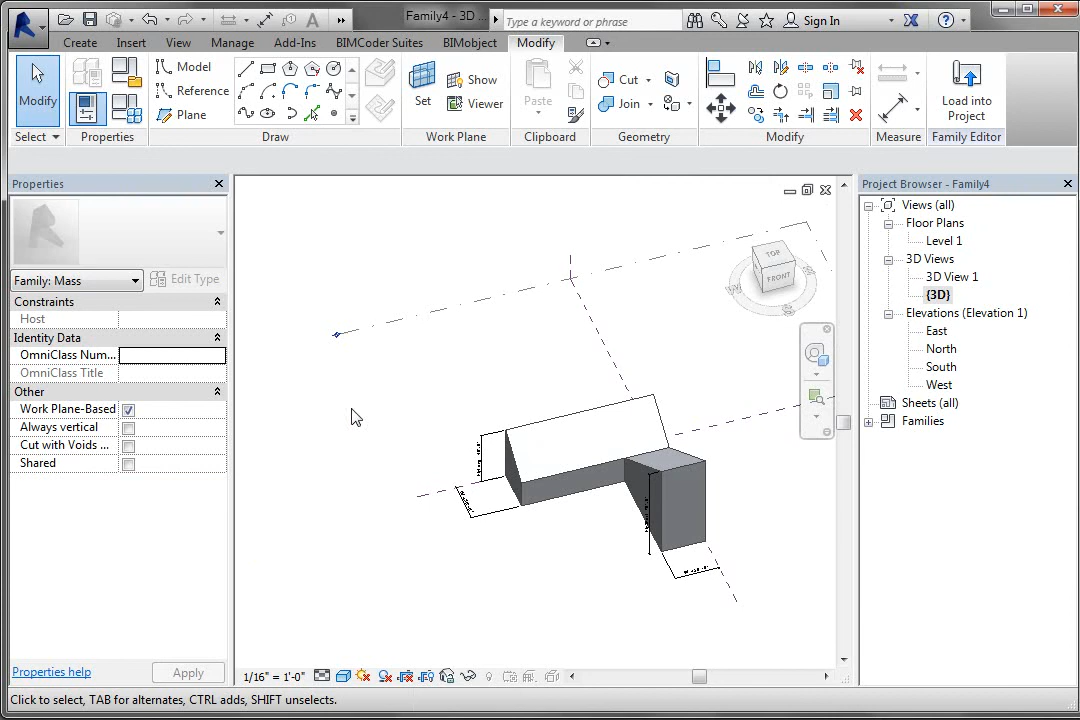 Family4 - 3D ...
Type a keyword or phrase
Sign In
Create Insert View Manage Add-Ins BIMCoder Suites BIMobject Modify
Modify
Model
Reference
Plane
Set
Show
Viewer
Paste
Cut
Join
Load into
Project
Select Properties Draw Work Plane Geometry Modify Measure Family Editor
Properties
Family: Mass
Edit Type
Constraints
Host
Identity Data
OmniClass Num...
OmniClass Title
Other
Work Plane-Based
Always vertical
Cut with Voids ...
Shared
Properties help
Apply
TOP
FRONT
W
S
1/16" = 1'-0"
Project Browser - Family4
Views (all)
Floor Plans
Level 1
3D Views
3D View 1
{3D}
Elevations (Elevation 1)
East
North
South
West
Sheets (all)
Families
Click to select, TAB for alternates, CTRL adds, SHIFT unselects.